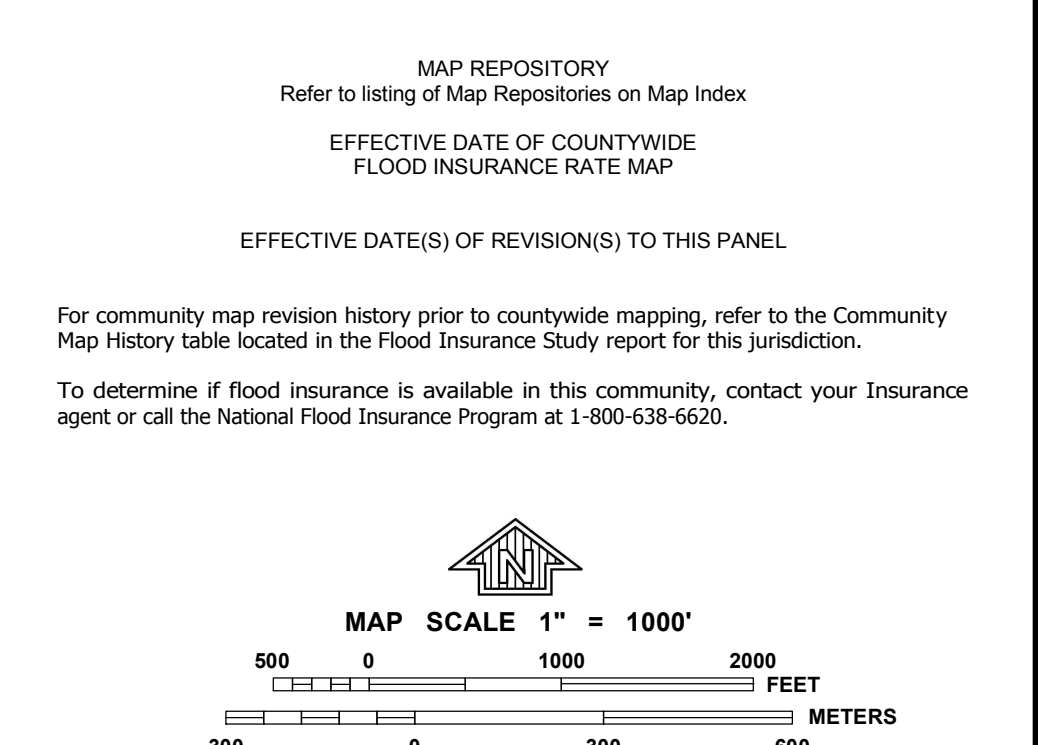 MAP REPOSITORY
Refer to listing of Map Repositories on Map Index
EFFECTIVE DATE OF COUNTYWIDE
FLOOD INSURANCE RATE MAP
EFFECTIVE DATE(S) OF REVISION(S) TO THIS PANEL
For community map revision history prior to countywide mapping, refer to the Community
Map History table located in the Flood Insurance Study report for this jurisdiction.
To determine if flood insurance is available in this community, contact your Insurance
agent or call the National Flood Insurance Program at 1-800-638-6620.
N
MAP SCALE 1" = 1000'
500 0 1000 2000
FEET
METERS
300 0 300 600